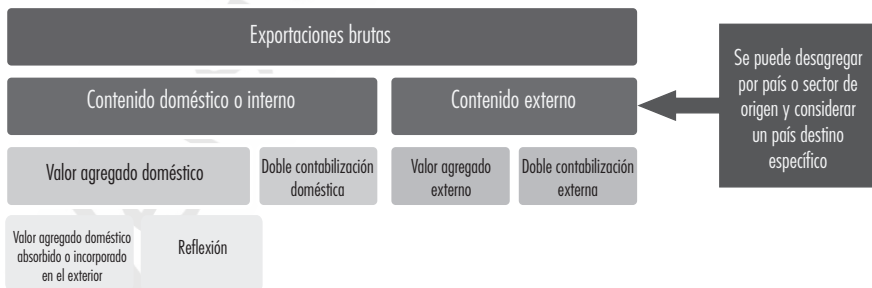 Exportaciones brutas
Contenido doméstico o interno
Contenido externo
Se puede desagregar
por país o sector de
origen y considerar
un país destino
específico
Valor agregado doméstico
Doble contabilización
doméstica
Valor agregado
externo
Doble contabilización
externa
Valor agregado doméstico
absorbido o incorporado
en el exterior
Reflexión